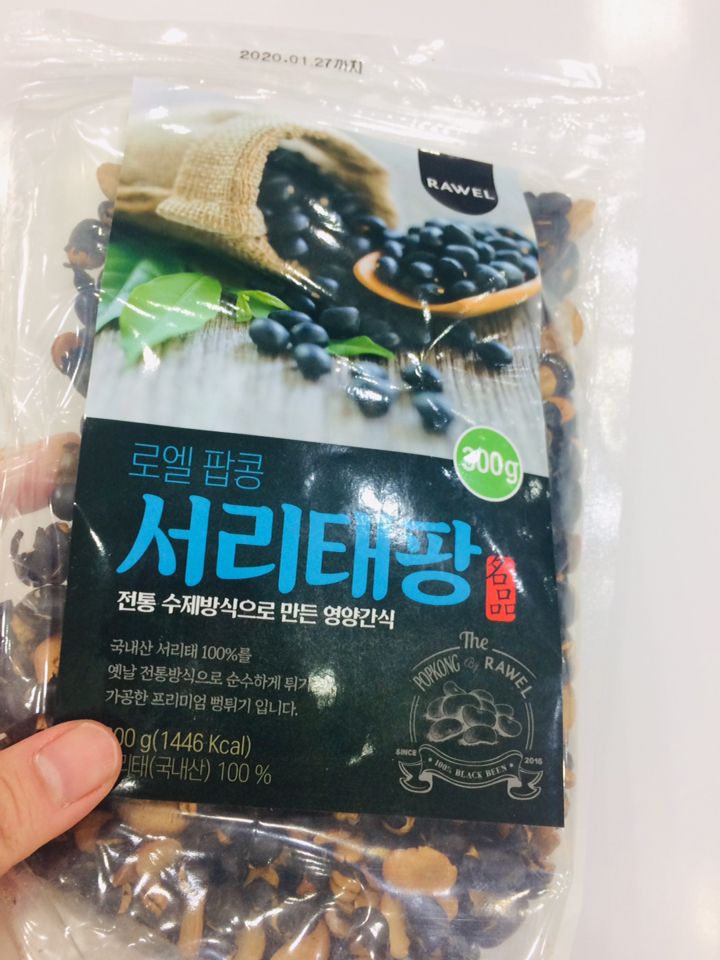 2020.01.27까지
RAWEL
로엘 팝콩
300g
서리태팡
名品
전통 수제방식으로 만든 영양간식
국내산 서리태 100%를
옛날 전통방식으로 순수하게 튀기
가공한 프리미엄 뻥튀기 입니다.
00 g(1446 Kcal)
리태(국내산) 100 %
The
POPKONG By RAWEL
SINCE 2016
100% BLACK BEEN